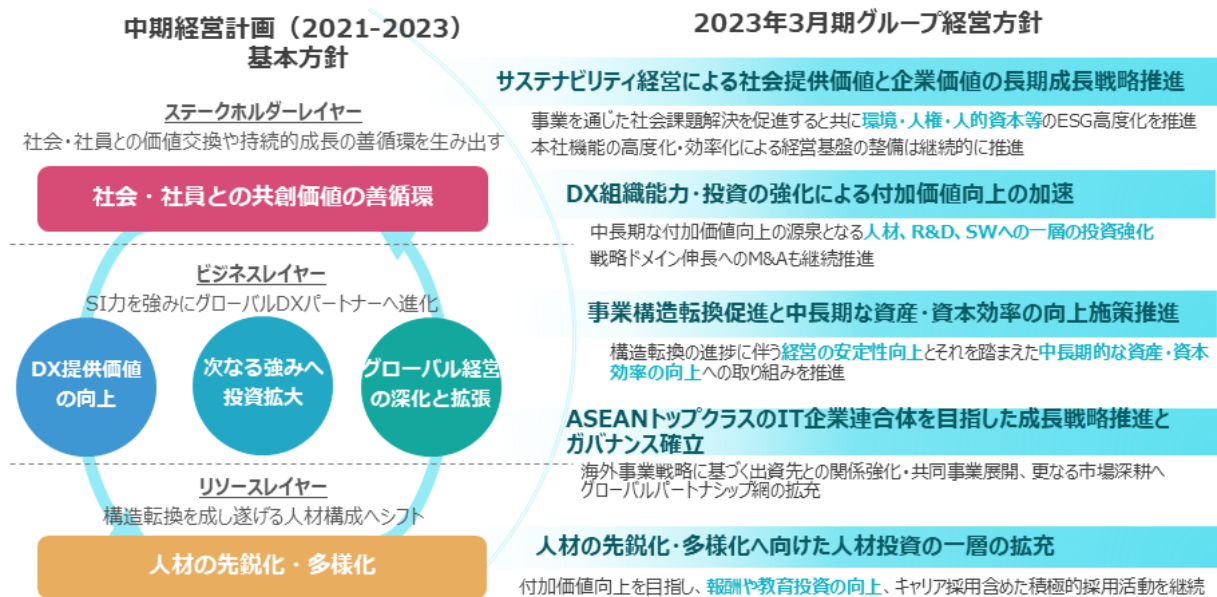 中期経営計画（2021-2023）
基本方針
ステークホルダーレイヤー
社会・社員との価値交換や持続的成長の善循環を生み出す
社会・社員との共創価値の善循環
ビジネスレイヤー
SI力を強みにグローバルDXパートナーへ進化
DX提供価値
の向上
次なる強みへ
投資拡大
グローバル経営
の深化と拡張
リソースレイヤー
構造転換を成し遂げる人材構成へシフト
人材の先鋭化・多様化
2023年3月期グループ経営方針
サステナビリティ経営による社会提供価値と企業価値の長期成長戦略推進
事業を通じた社会課題解決を促進すると共に環境・人権・人的資本等のESG高度化を推進
本社機能の高度化・効率化による経営基盤の整備は継続的に推進
DX組織能力・投資の強化による付加価値向上の加速
中長期な付加価値向上の源泉となる人材、R&D、SWへの一層の投資強化
戦略ドメイン伸長へのM&Aも継続推進
事業構造転換促進と中長期な資産・資本効率の向上施策推進
構造転換の進捗に伴う経営の安定性向上とそれを踏まえた中長期的な資産・資本
効率の向上への取り組みを推進
ASEANトップクラスのIT企業連合体を目指した成長戦略推進と
ガバナンス確立
海外事業戦略に基づく出資先との関係強化・共同事業展開、更なる市場深耕へ
グローバルパートナシップ網の拡充
人材の先鋭化・多様化へ向けた人材投資の一層の拡充
付加価値向上を目指し、報酬や教育投資の向上、キャリア採用含めた積極的採用活動を継続